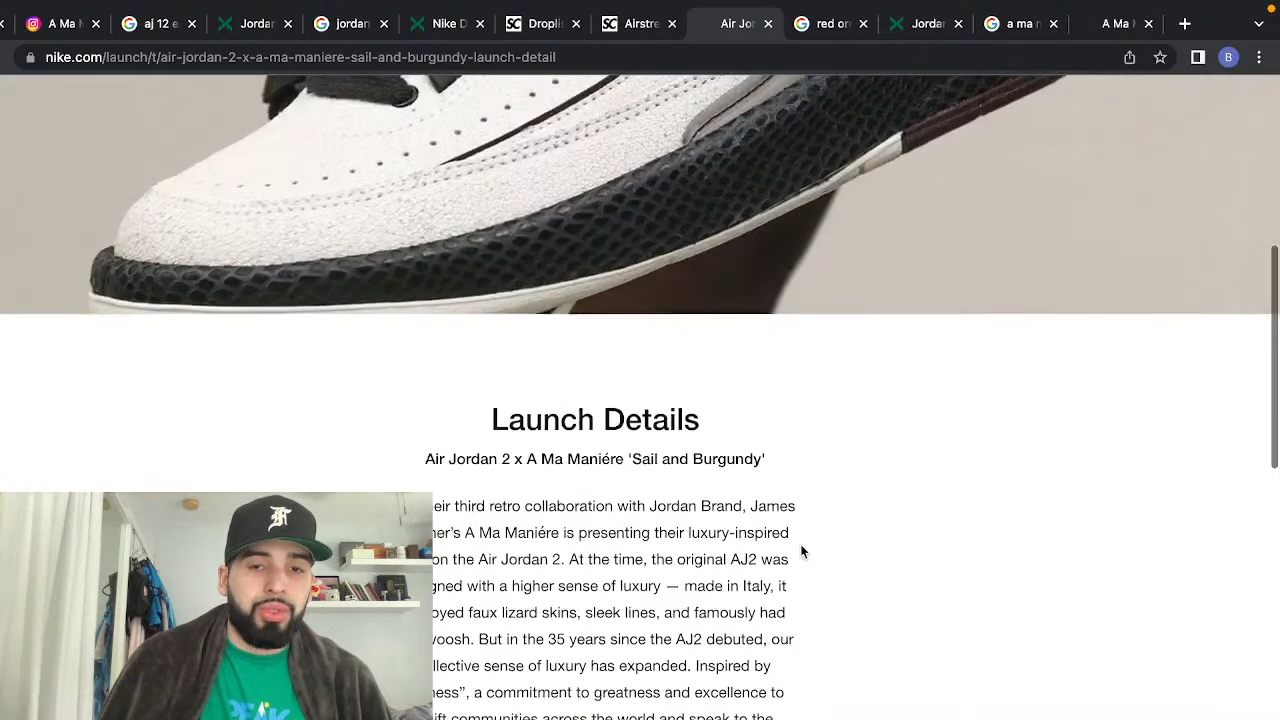 A Ma M
aj 12 e
Jordan
jordan
Nike D
Droplis
Airstre
Air Jor
red ore
Jordan
a ma n
A Ma M
nike.com/launch/t/air-jordan-2-x-a-ma-maniere-sail-and-burgundy-launch-detail
B
Launch Details
Air Jordan 2 x A Ma Maniére 'Sail and Burgundy'
eir third retro collaboration with Jordan Brand, James
ner's A Ma Maniére is presenting their luxury-inspired
on the Air Jordan 2. At the time, the original AJ2 was
gned with a higher sense of luxury — made in Italy, it
oyed faux lizard skins, sleek lines, and famously had
woosh. But in the 35 years since the AJ2 debuted, our
llective sense of luxury has expanded. Inspired by
ness", a commitment to greatness and excellence to
ift communities across the world and speak to the